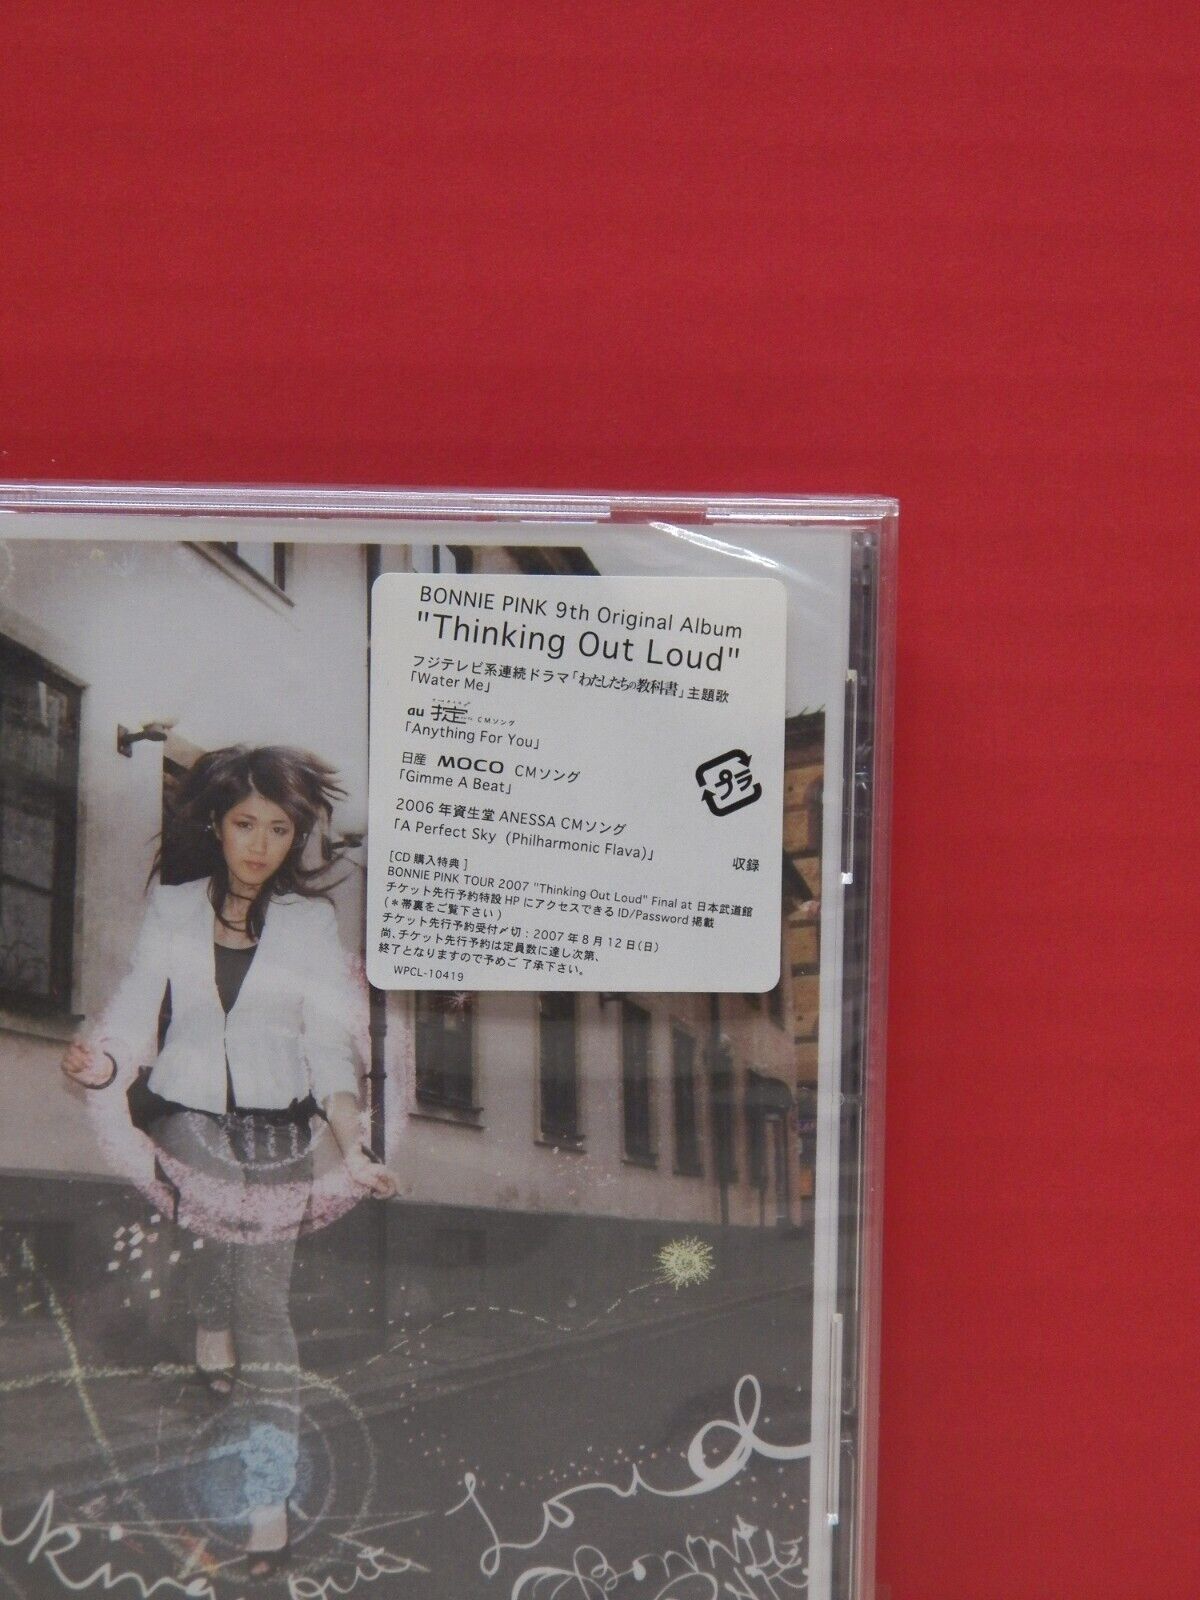 BONNIE PINK 9th Original Album
"Thinking Out Loud"
フジテレビ系連続ドラマ「わたしたちの教科書」主題歌
「Water Me」
au 掟 CMソング
「Anything For You」
日産 MOCO CMソング
「Gimme A Beat」
2006年資生堂 ANESSA CMソング
「A Perfect Sky (Philharmonic Flava)」
プラ
収録
[CD購入特典]
BONNIE PINK TOUR 2007 "Thinking Out Loud" Final at 日本武道館
チケット先行予約特設HPにアクセスできるID/Password掲載
(*帯裏をご覧下さい)
チケット先行予約受付〆切:2007年8月12日(日)
尚、チケット先行予約は定員数に達し次第、
終了となりますので予めご了承下さい。
WPCL-10419
king out Loud
Bonnie Pink